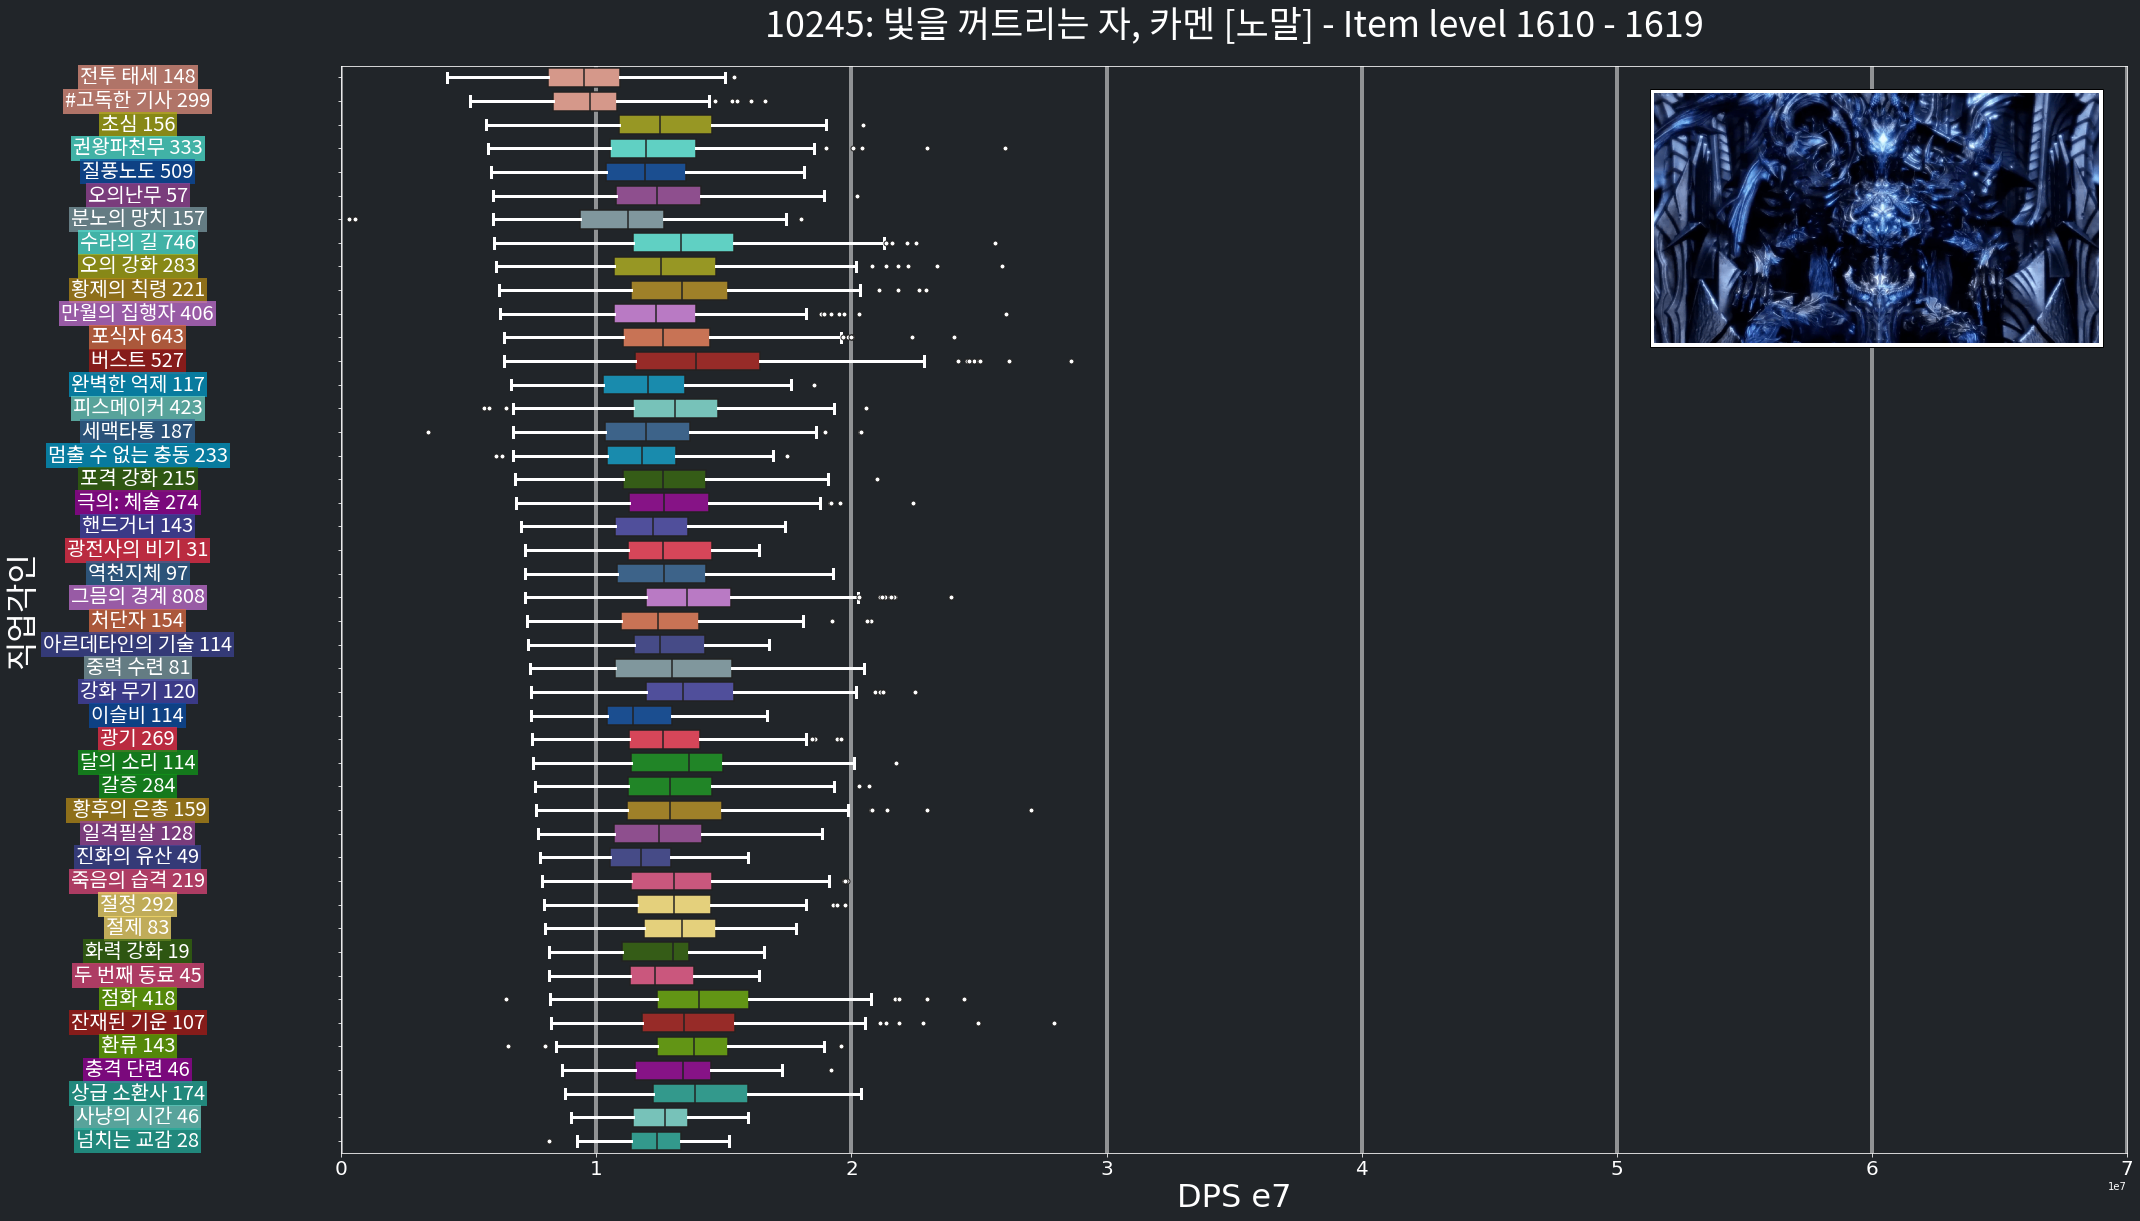 10245: 빛을 꺼트리는 자, 카멘 [노말] - Item level 1610 - 1619
직업각인
전투 태세 148
#고독한 기사 299
초심 156
권왕파천무 333
질풍노도 509
오의난무 57
분노의 망치 157
수라의 길 746
오의 강화 283
황제의 칙령 221
만월의 집행자 406
포식자 643
버스트 527
완벽한 억제 117
피스메이커 423
세맥타통 187
멈출 수 없는 충동 233
포격 강화 215
극의: 체술 274
핸드거너 143
광전사의 비기 31
역천지체 97
그믐의 경계 808
처단자 154
아르데타인의 기술 114
중력 수련 81
강화 무기 120
이슬비 114
광기 269
달의 소리 114
갈증 284
황후의 은총 159
일격필살 128
진화의 유산 49
죽음의 습격 219
절정 292
절제 83
화력 강화 19
두 번째 동료 45
점화 418
잔재된 기운 107
환류 143
충격 단련 46
상급 소환사 174
사냥의 시간 46
넘치는 교감 28
0 1 2 3 4 5 6 7
1e7
DPS e7